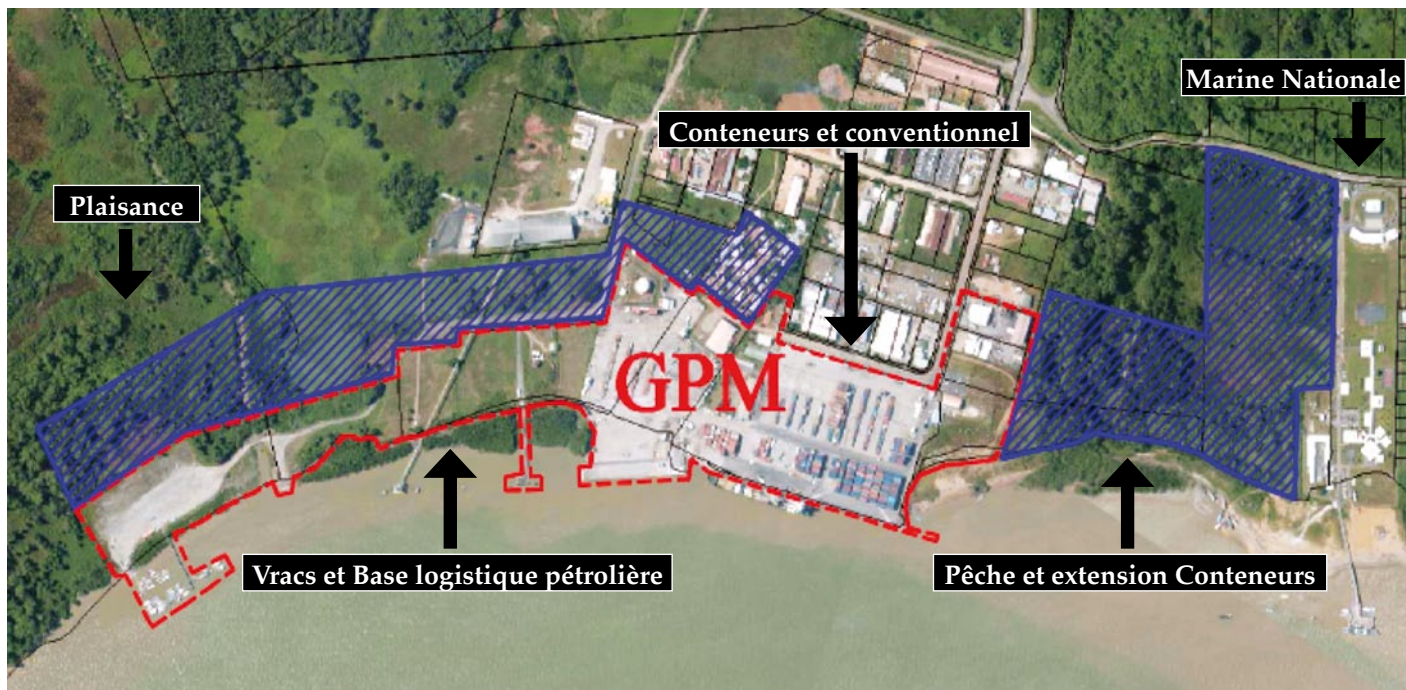 Marine Nationale
Conteneurs et conventionnel
Plaisance
GPM
Vracs et Base logistique pétrolière
Pêche et extension Conteneurs